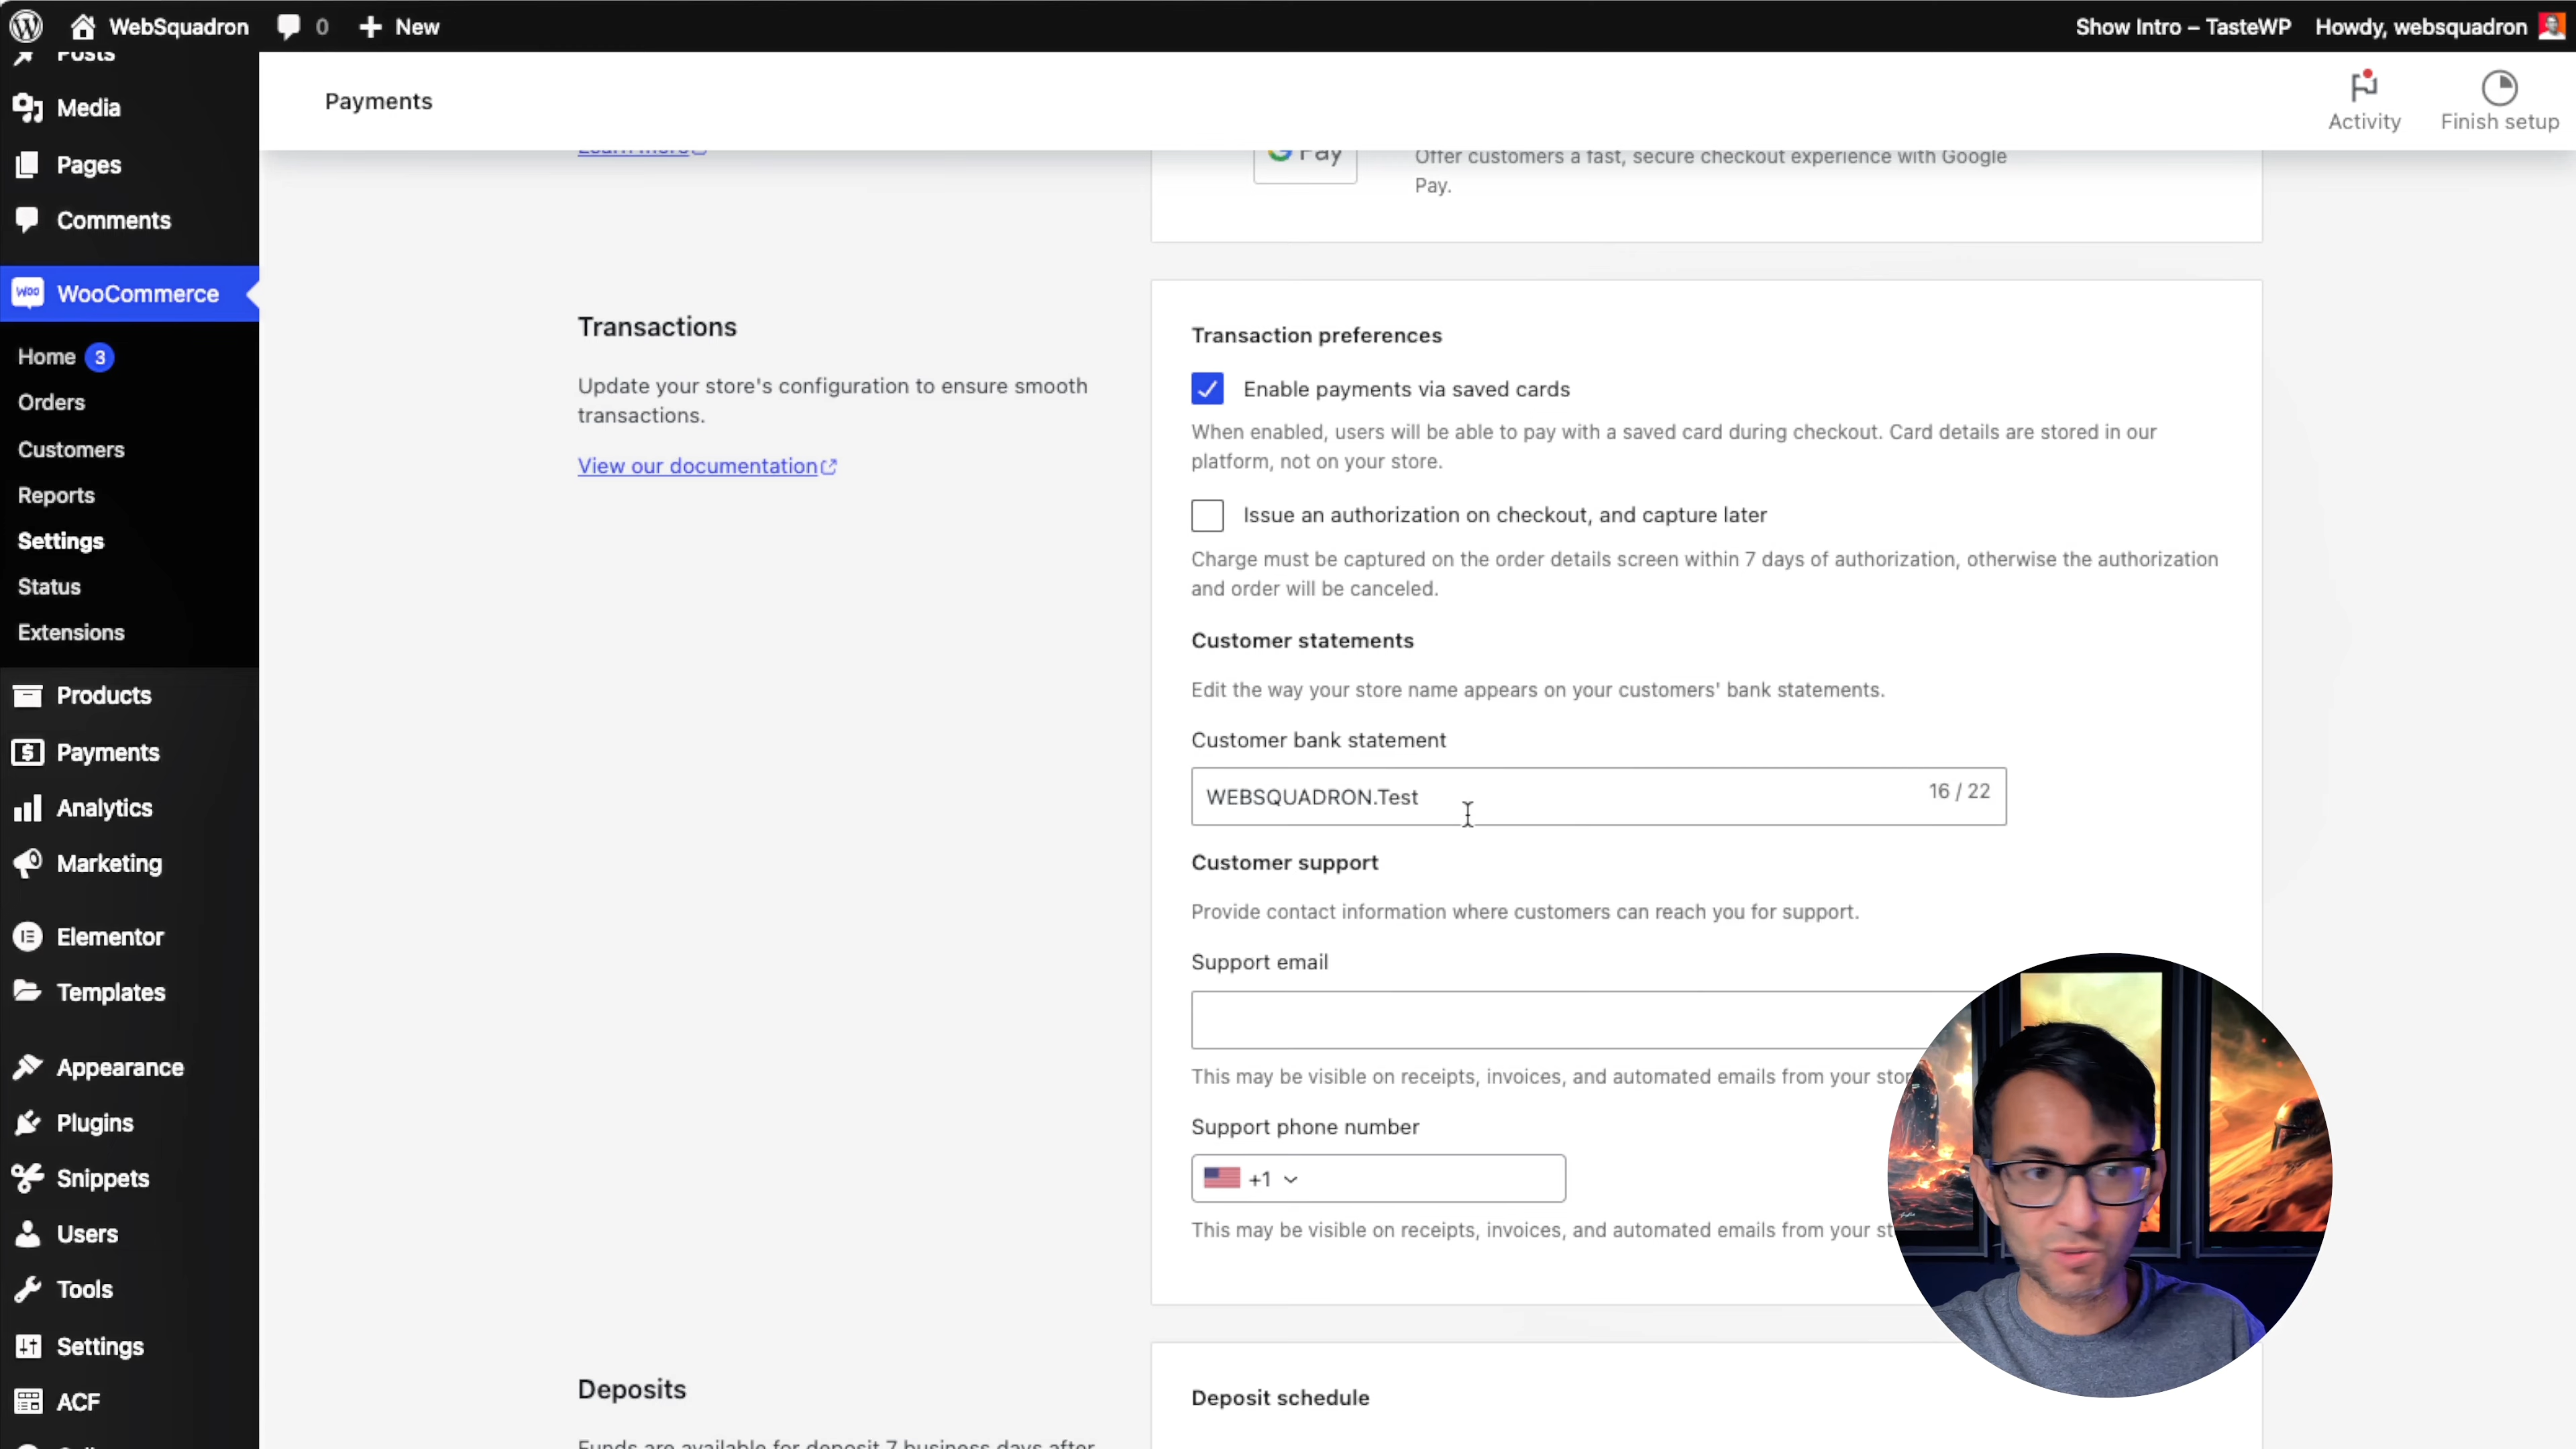 WebSquadron
0
New
Show Intro – TasteWP
Howdy, websquadron
Posts
Media
Pages
Comments
WOO
WooCommerce
Home 3
Orders
Customers
Reports
Settings
Status
Extensions
Products
Payments
Analytics
Marketing
Elementor
Templates
Appearance
Plugins
Snippets
Users
Tools
Settings
ACF
Payments
Activity
Finish setup
Learn more
G Pay
Offer customers a fast, secure checkout experience with Google
Pay.
Transactions
Update your store's configuration to ensure smooth
transactions.
View our documentation
Transaction preferences
Enable payments via saved cards
When enabled, users will be able to pay with a saved card during checkout. Card details are stored in our
platform, not on your store.
Issue an authorization on checkout, and capture later
Charge must be captured on the order details screen within 7 days of authorization, otherwise the authorization
and order will be canceled.
Customer statements
Edit the way your store name appears on your customers' bank statements.
Customer bank statement
WEBSQUADRON.Test
16 / 22
Customer support
Provide contact information where customers can reach you for support.
Support email
This may be visible on receipts, invoices, and automated emails from your stor
Support phone number
+1
This may be visible on receipts, invoices, and automated emails from your st
Deposits
Funds are available for deposit 7 business days after
Deposit schedule